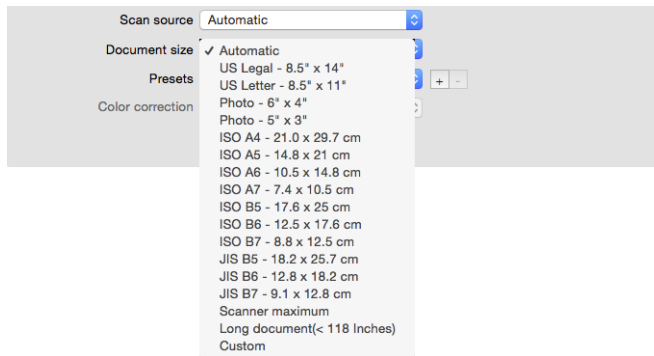 Scan source Automatic
Document size ✓ Automatic
US Legal - 8.5" x 14"
US Letter - 8.5" x 11"
Presets + -
Photo - 6" x 4"
Color correction
Photo - 5" x 3"
ISO A4 - 21.0 x 29.7 cm
ISO A5 - 14.8 x 21 cm
ISO A6 - 10.5 x 14.8 cm
ISO A7 - 7.4 x 10.5 cm
ISO B5 - 17.6 x 25 cm
ISO B6 - 12.5 x 17.6 cm
ISO B7 - 8.8 x 12.5 cm
JIS B5 - 18.2 x 25.7 cm
JIS B6 - 12.8 x 18.2 cm
JIS B7 - 9.1 x 12.8 cm
Scanner maximum
Long document(< 118 Inches)
Custom